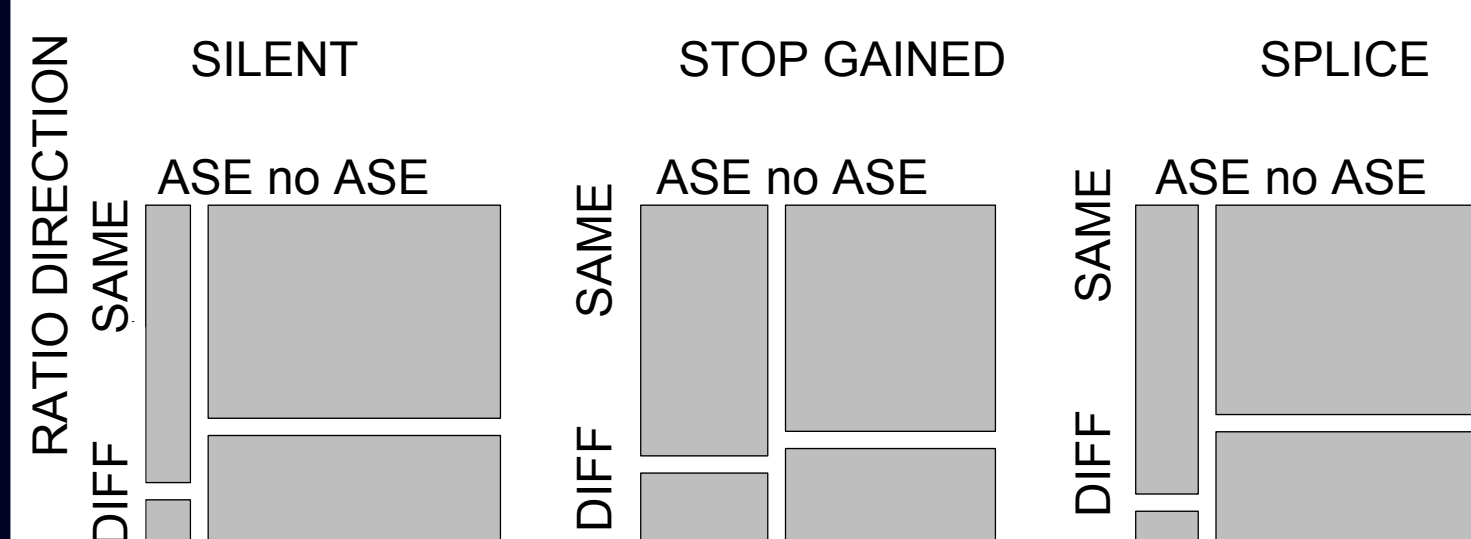 RATIO DIRECTION
SILENT
ASE no ASE
SAME
DIFF
STOP GAINED
ASE no ASE
SAME
DIFF
SPLICE
ASE no ASE
SAME
DIFF